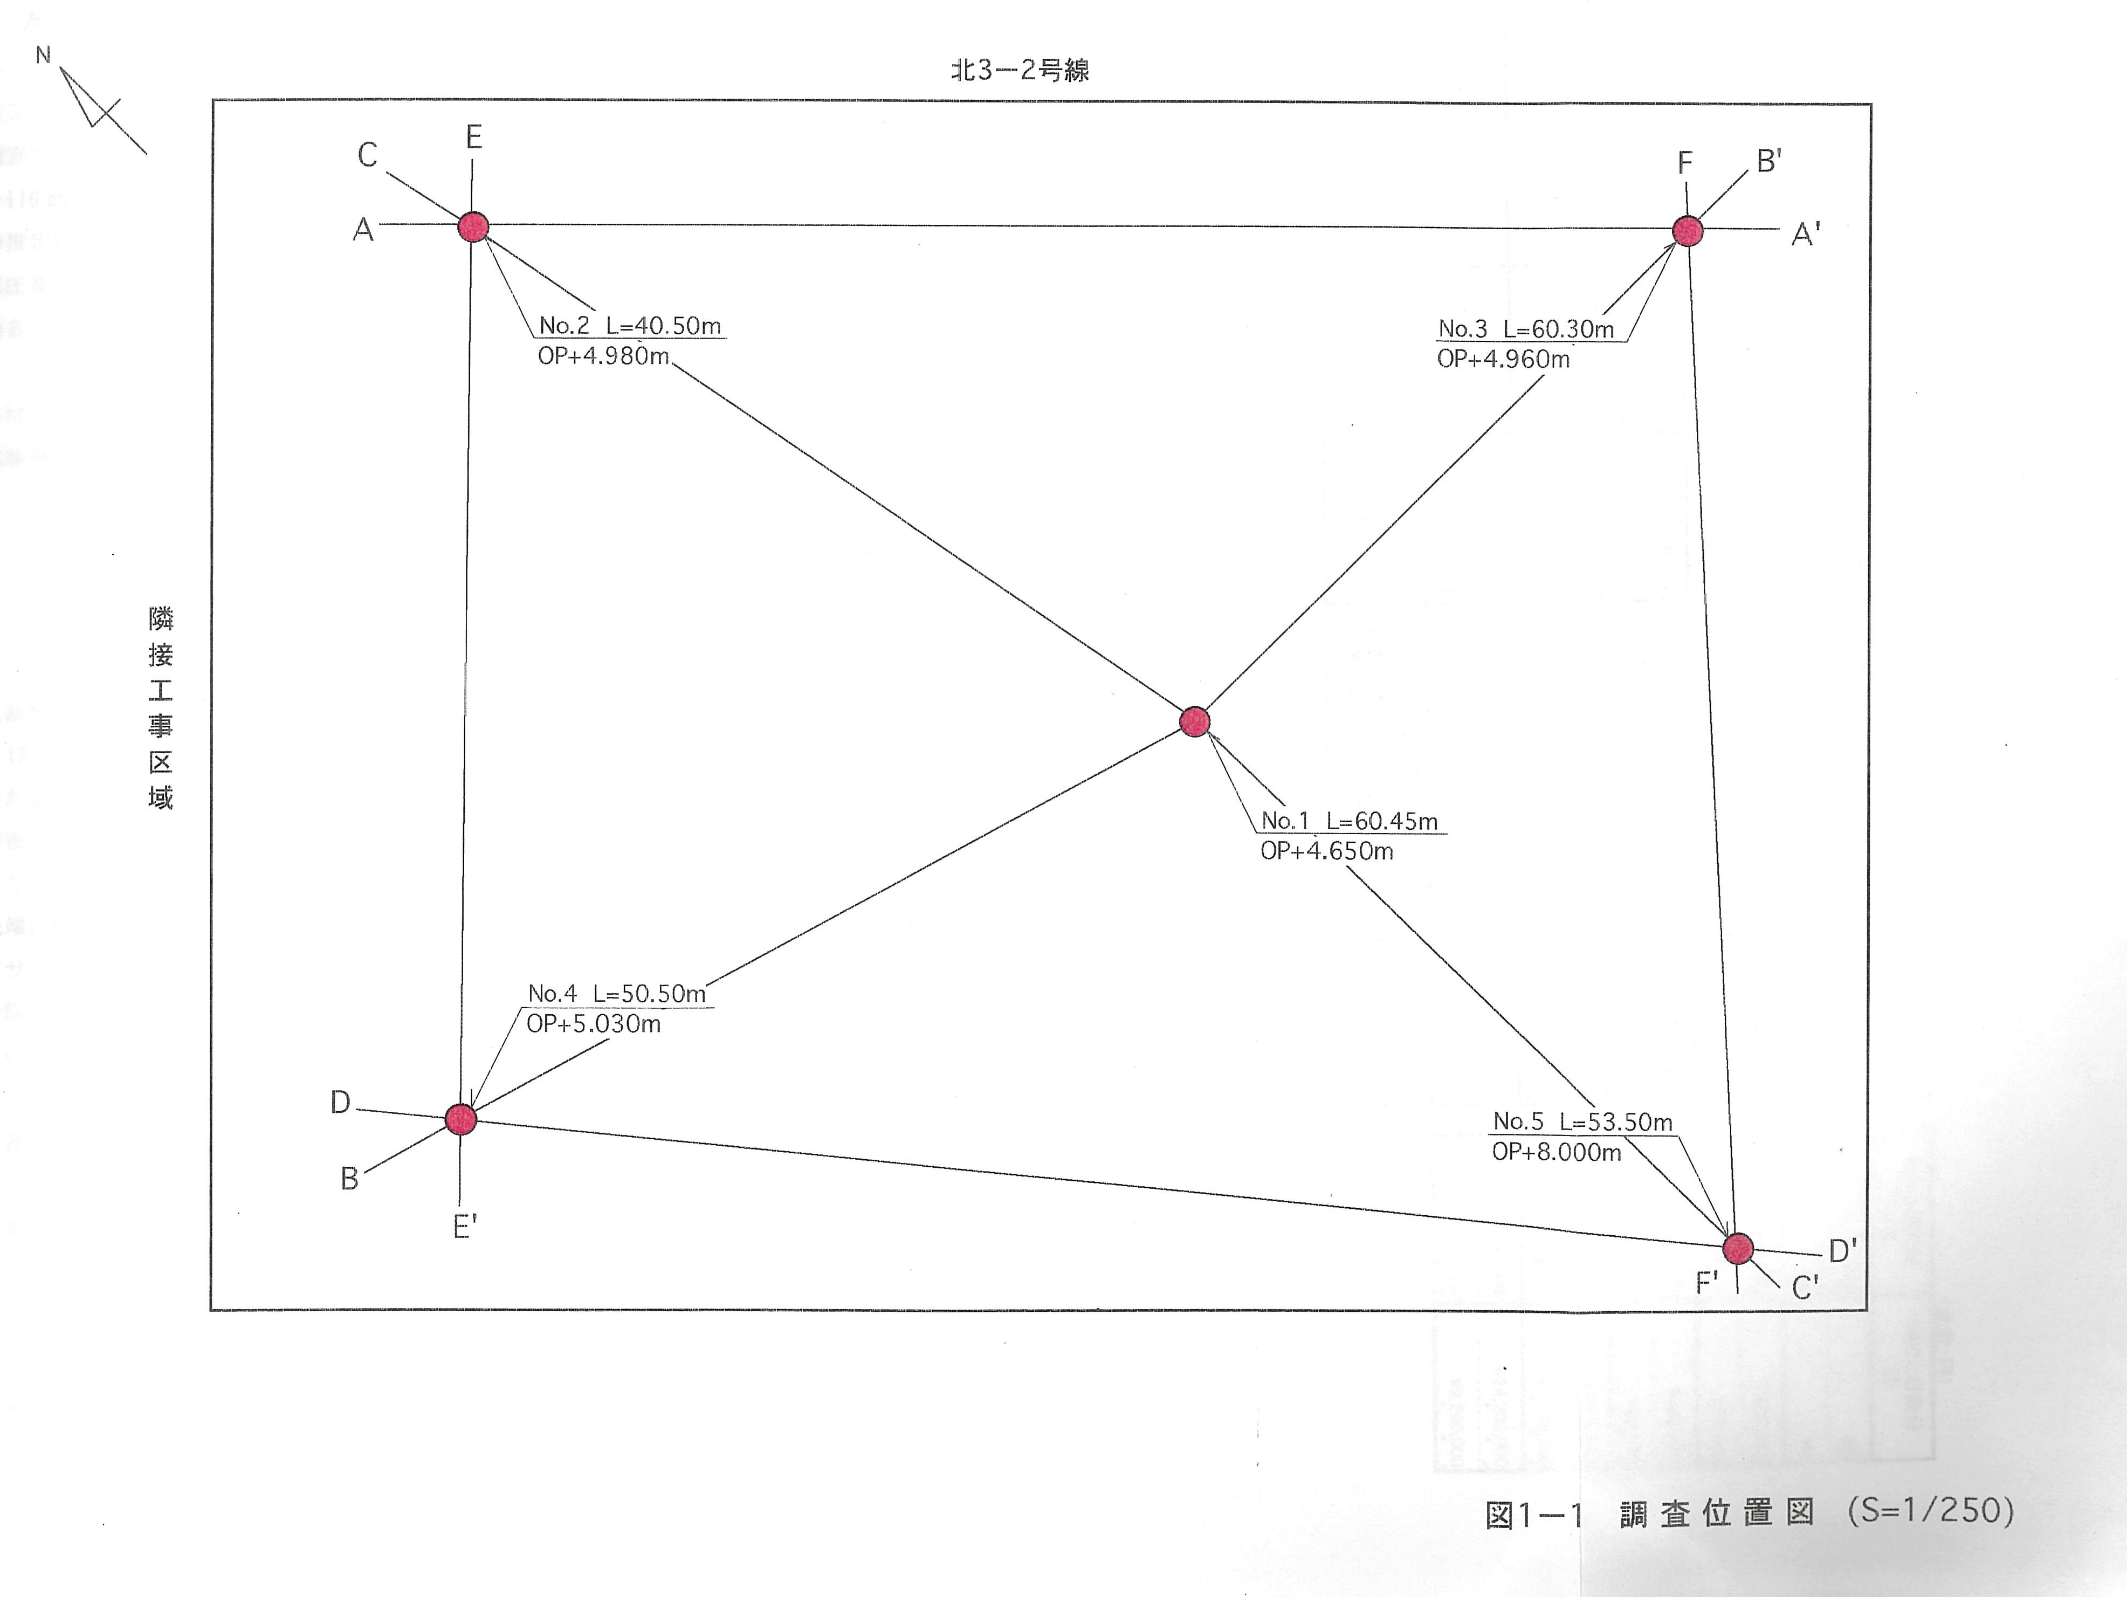 N
北3−2号線
C
E
F
B'
A
A'
No.2 L=40.50m
OP+4.980m
No.3 L=60.30m
OP+4.960m
隣接工事区域
No.1 L=60.45m
OP+4.650m
No.4 L=50.50m
OP+5.030m
D
B
E'
No.5 L=53.50m
OP+8.000m
D'
F'
C'
図1−1 調査位置図 (S=1/250)